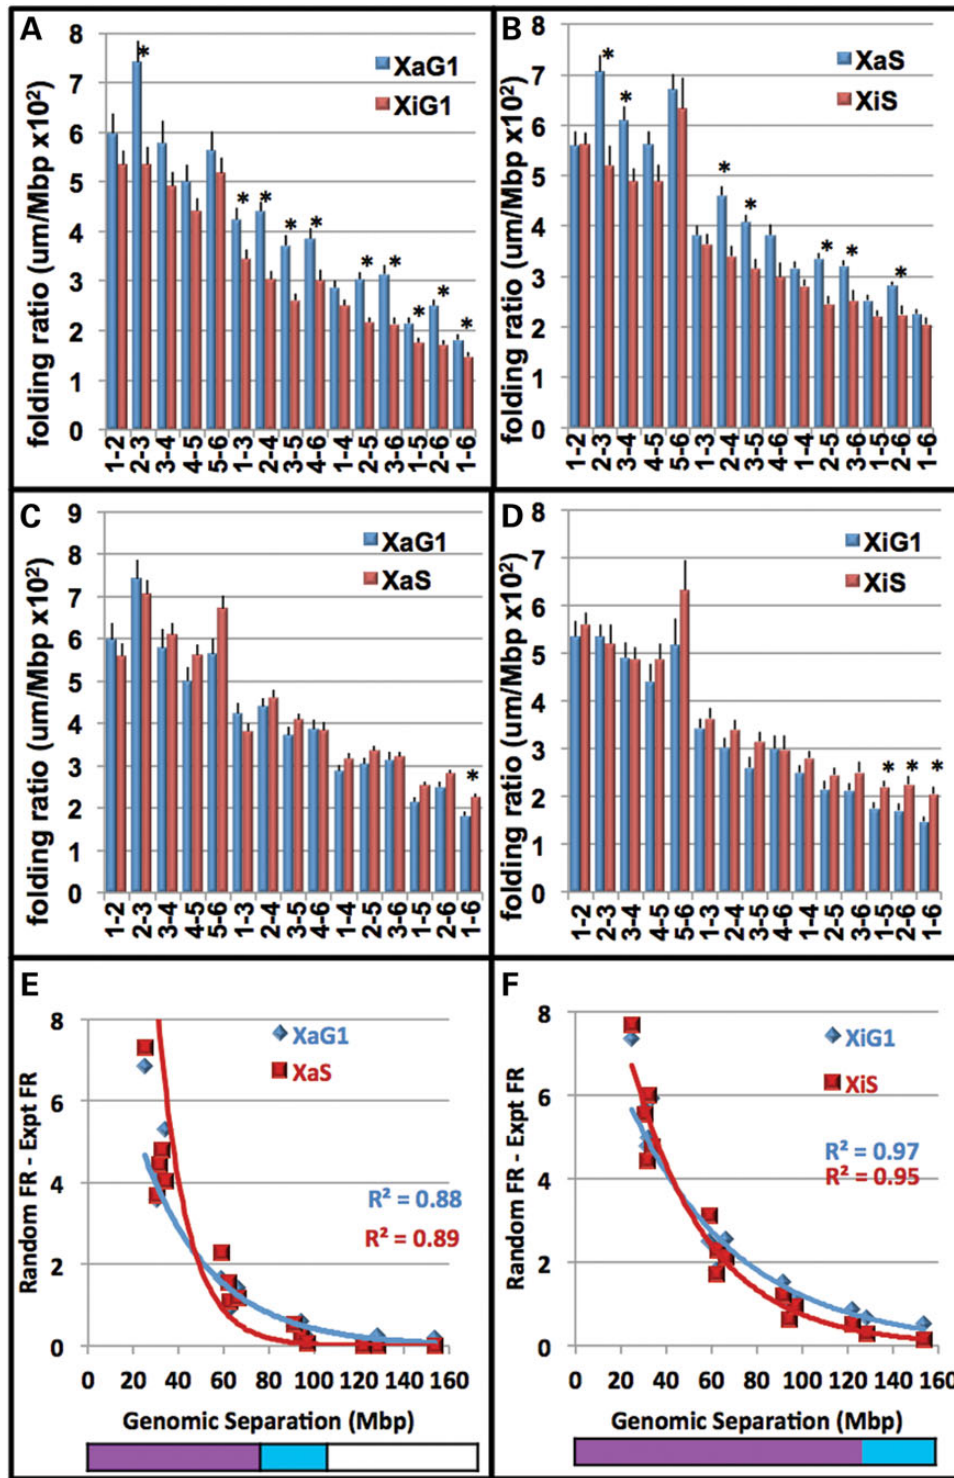 A
folding ratio (um/Mbp x10²)
8
7
6
5
4
3
2
1
0
*
XaG1
XiG1
* * * * * * * * *
1-2 2-3 3-4 4-5 5-6 1-3 2-4 3-5 4-6 1-4 2-5 3-6 1-5 2-6 1-6
B
folding ratio (um/Mbp x10²)
8
7
6
5
4
3
2
1
0
XaS
XiS
* * * * * * *
1-2 2-3 3-4 4-5 5-6 1-3 2-4 3-5 4-6 1-4 2-5 3-6 1-5 2-6 1-6
C
folding ratio (um/Mbp x10²)
9
8
7
6
5
4
3
2
1
0
XaG1
XaS
*
1-2 2-3 3-4 4-5 5-6 1-3 2-4 3-5 4-6 1-4 2-5 3-6 1-5 2-6 1-6
D
folding ratio (um/Mbp x10²)
8
7
6
5
4
3
2
1
0
XiG1
XiS
* * *
1-2 2-3 3-4 4-5 5-6 1-3 2-4 3-5 4-6 1-4 2-5 3-6 1-5 2-6 1-6
E
Random FR - Expt FR
8
6
4
2
0
XaG1
XaS
R² = 0.88
R² = 0.89
0 20 40 60 80 100 120 140 160
Genomic Separation (Mbp)
F
Random FR - Expt FR
8
6
4
2
0
XiG1
XiS
R² = 0.97
R² = 0.95
0 20 40 60 80 100 120 140 160
Genomic Separation (Mbp)